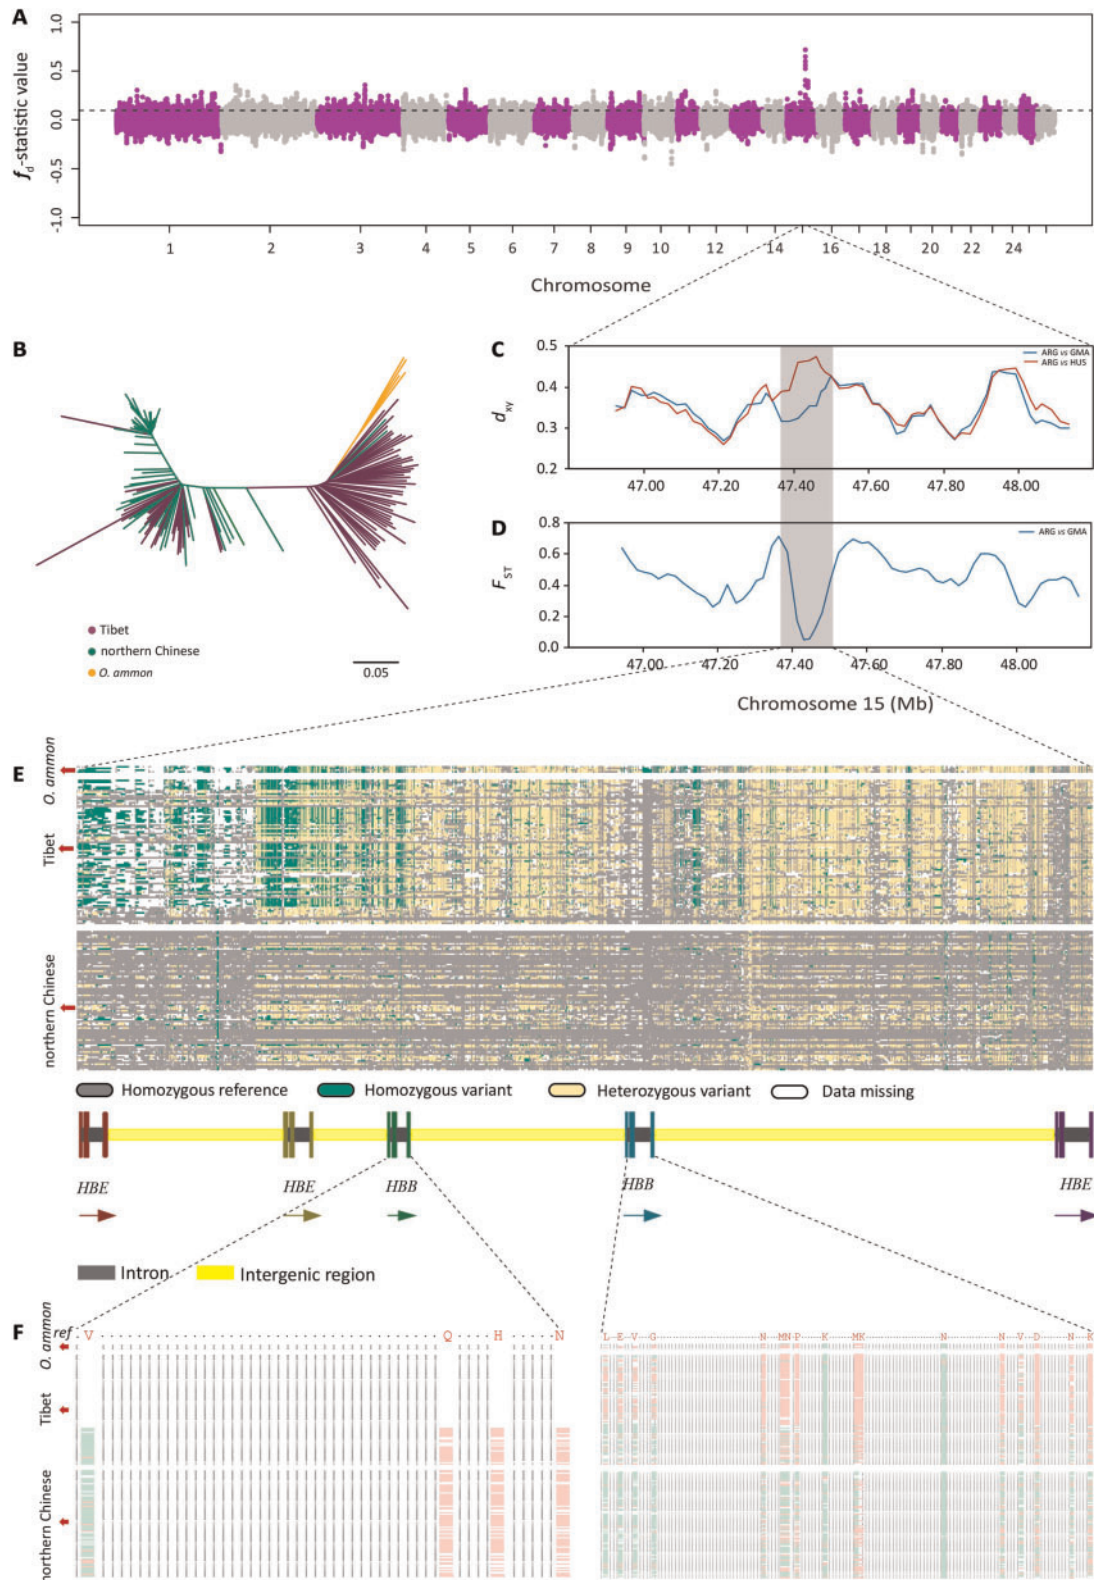 A
f_d-statistic value
1.0
0.5
0.0
-0.5
-1.0
1 2 3 4 5 6 7 8 9 10 12 14 16 18 20 22 24
Chromosome
B
Tibet
northern Chinese
O. ammon
0.05
C
d_xy
0.5
0.4
0.3
0.2
ARG vs GMA
ARG vs HUS
47.00 47.20 47.40 47.60 47.80 48.00
D
F_ST
0.8
0.6
0.4
0.2
0.0
ARG vs GMA
47.00 47.20 47.40 47.60 47.80 48.00
Chromosome 15 (Mb)
E
O. ammon
Tibet
northern Chinese
Homozygous reference Homozygous variant Heterozygous variant Data missing
HBE HBE HBB HBB HBE
Intron Intergenic region
F
ref
V Q H N
L E V G N MN P K MK N N V D N K
O. ammon
Tibet
northern Chinese